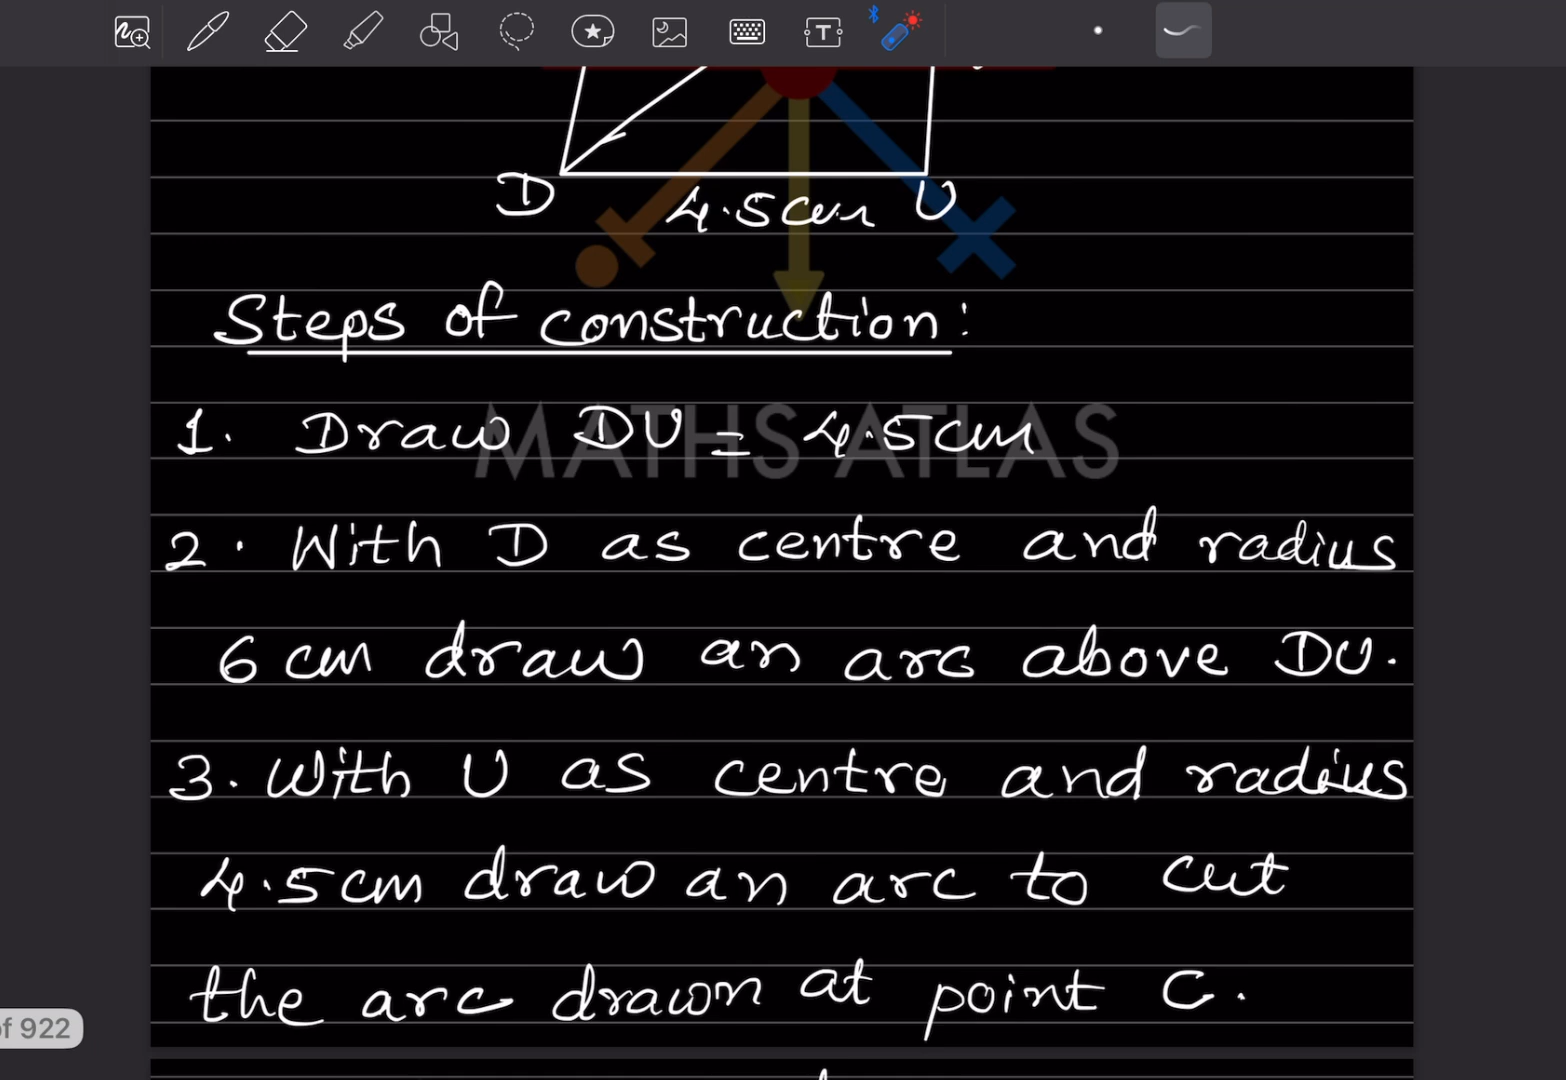 D 4.5cm U
Steps of construction:
MATHS ATLAS
1. Draw DU = 4.5cm
2. With D as centre and radius
6 cm draw an arc above DU.
3. With U as centre and radius
4.5cm draw an arc to cut
the arc drawn at point C.
of 922